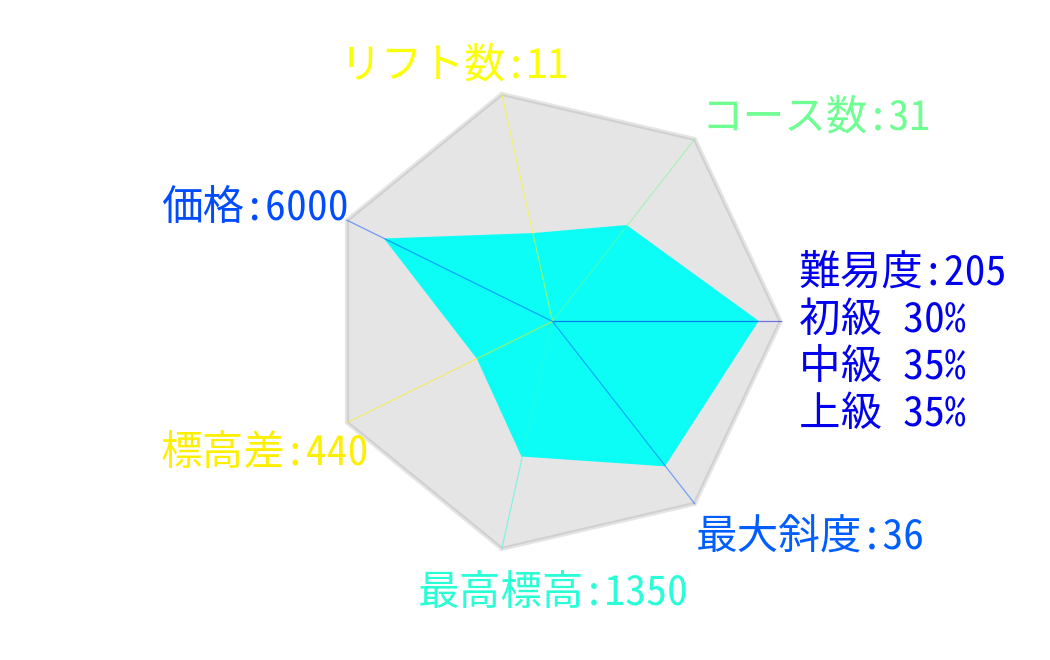 リフト数:11
コース数:31
価格:6000
難易度:205
初級 30%
中級 35%
上級 35%
標高差:440
最大斜度:36
最高標高:1350